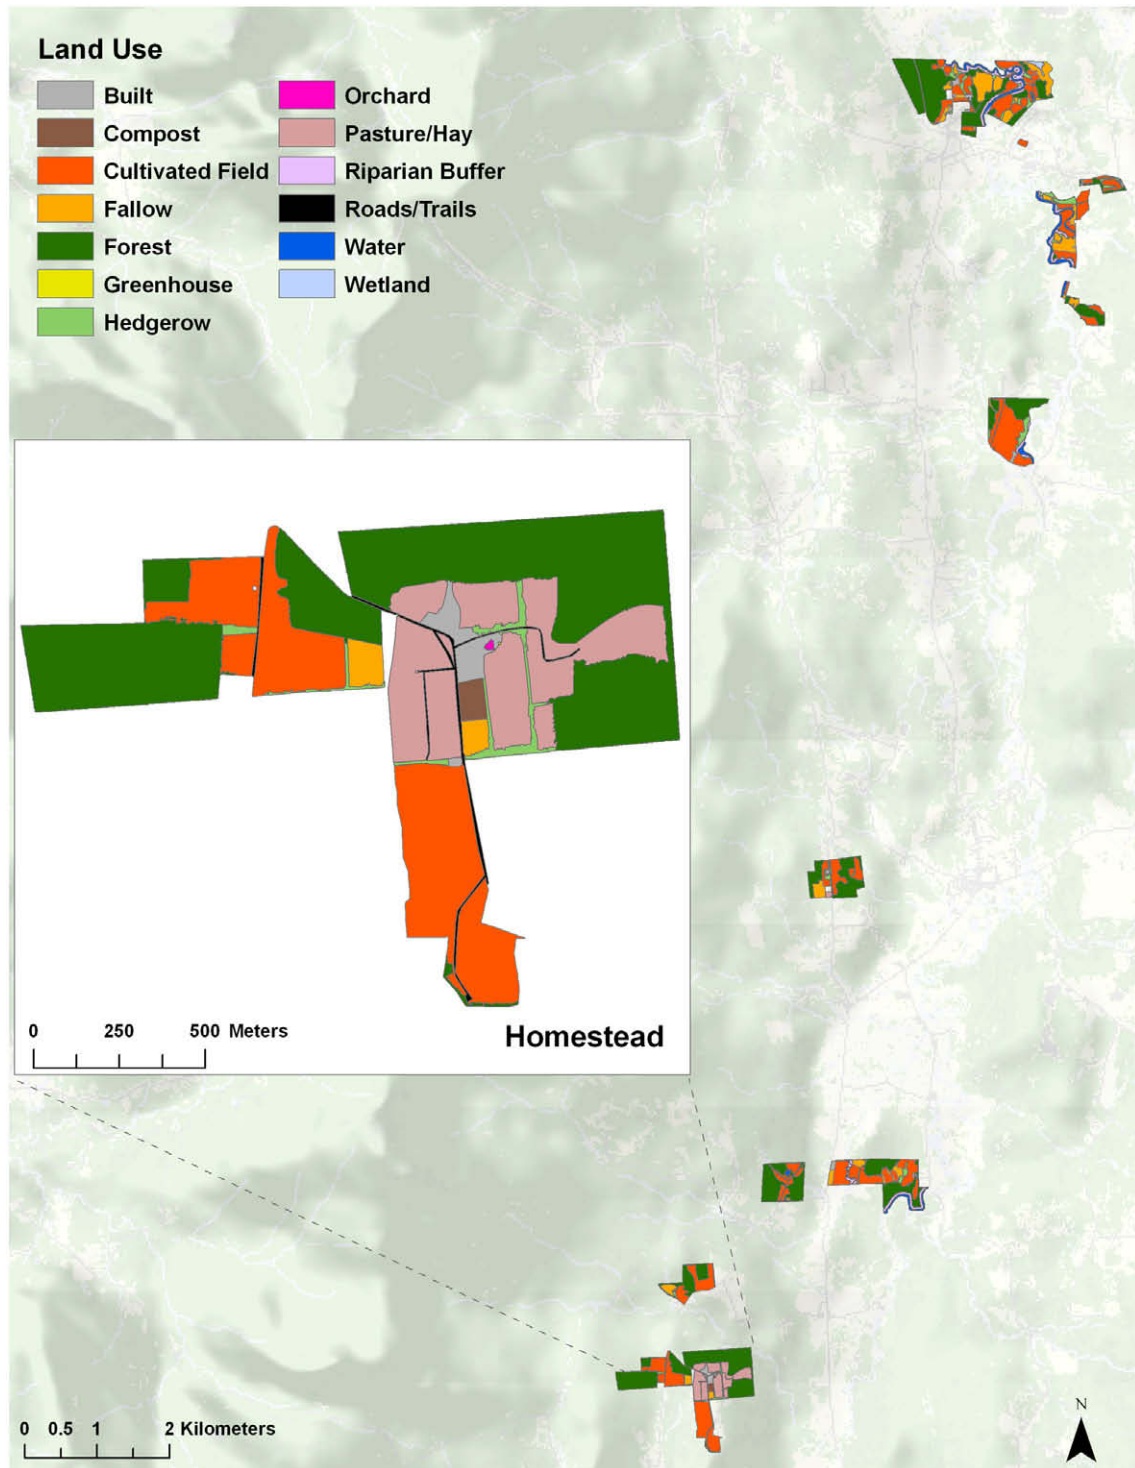 Land Use
Built
Compost
Cultivated Field
Fallow
Forest
Greenhouse
Hedgerow
Orchard
Pasture/Hay
Riparian Buffer
Roads/Trails
Water
Wetland
0 250 500 Meters
Homestead
0 0.5 1 2 Kilometers
N